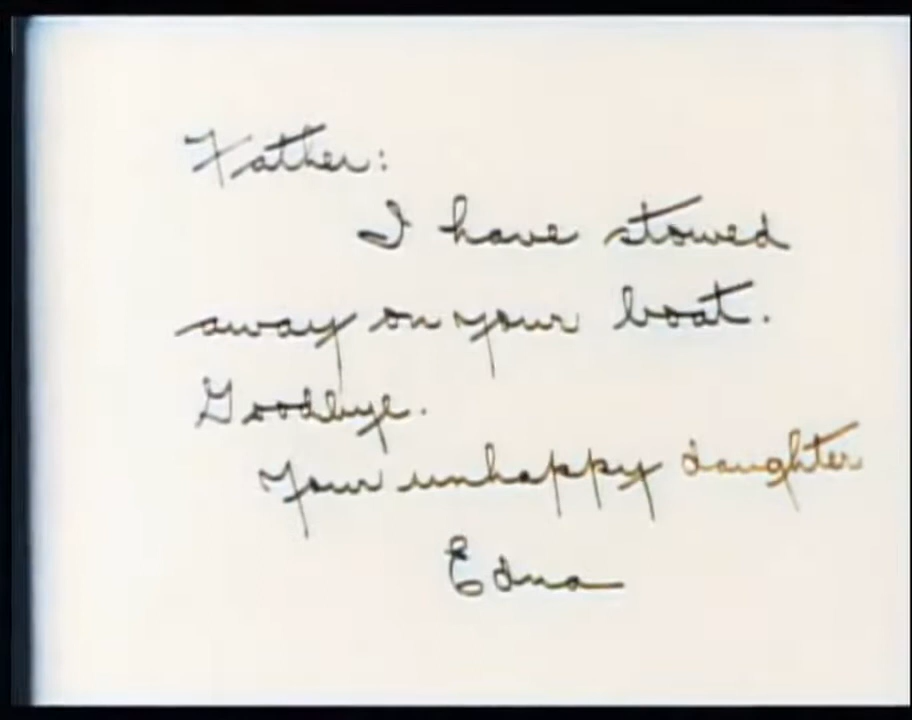 Father:
I have stowed
away on your boat.
Goodbye.
Your unhappy daughter
Edna